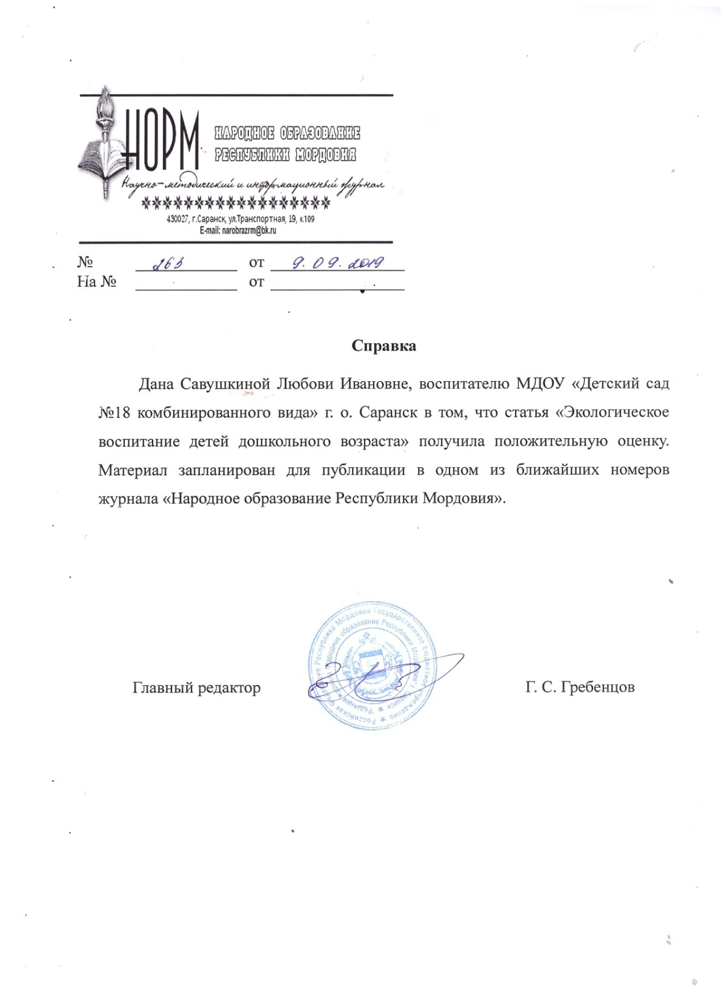 НОРМ
НАРОДНОЕ ОБРАЗОВАНИЕ
РЕСПУБЛИКИ МОРДОВИЯ
Научно-методический и информационный журнал
430027, г.Саранск, ул.Транспортная, 19, к.109
E-mail: narobrazrm@bk.ru
№ 263 от 9.09.2019
На № от
Справка
Дана Савушкиной Любови Ивановне, воспитателю МДОУ «Детский сад
№18 комбинированного вида» г. о. Саранск в том, что статья «Экологическое
воспитание детей дошкольного возраста» получила положительную оценку.
Материал запланирован для публикации в одном из ближайших номеров
журнала «Народное образование Республики Мордовия».
Российская Федерация Республика Мордовия Государственное бюджетное учреждение
"Редакция журнала "Народное образование Республики Мордовия" г. Саранск
Главный редактор
Г. С. Гребенцов